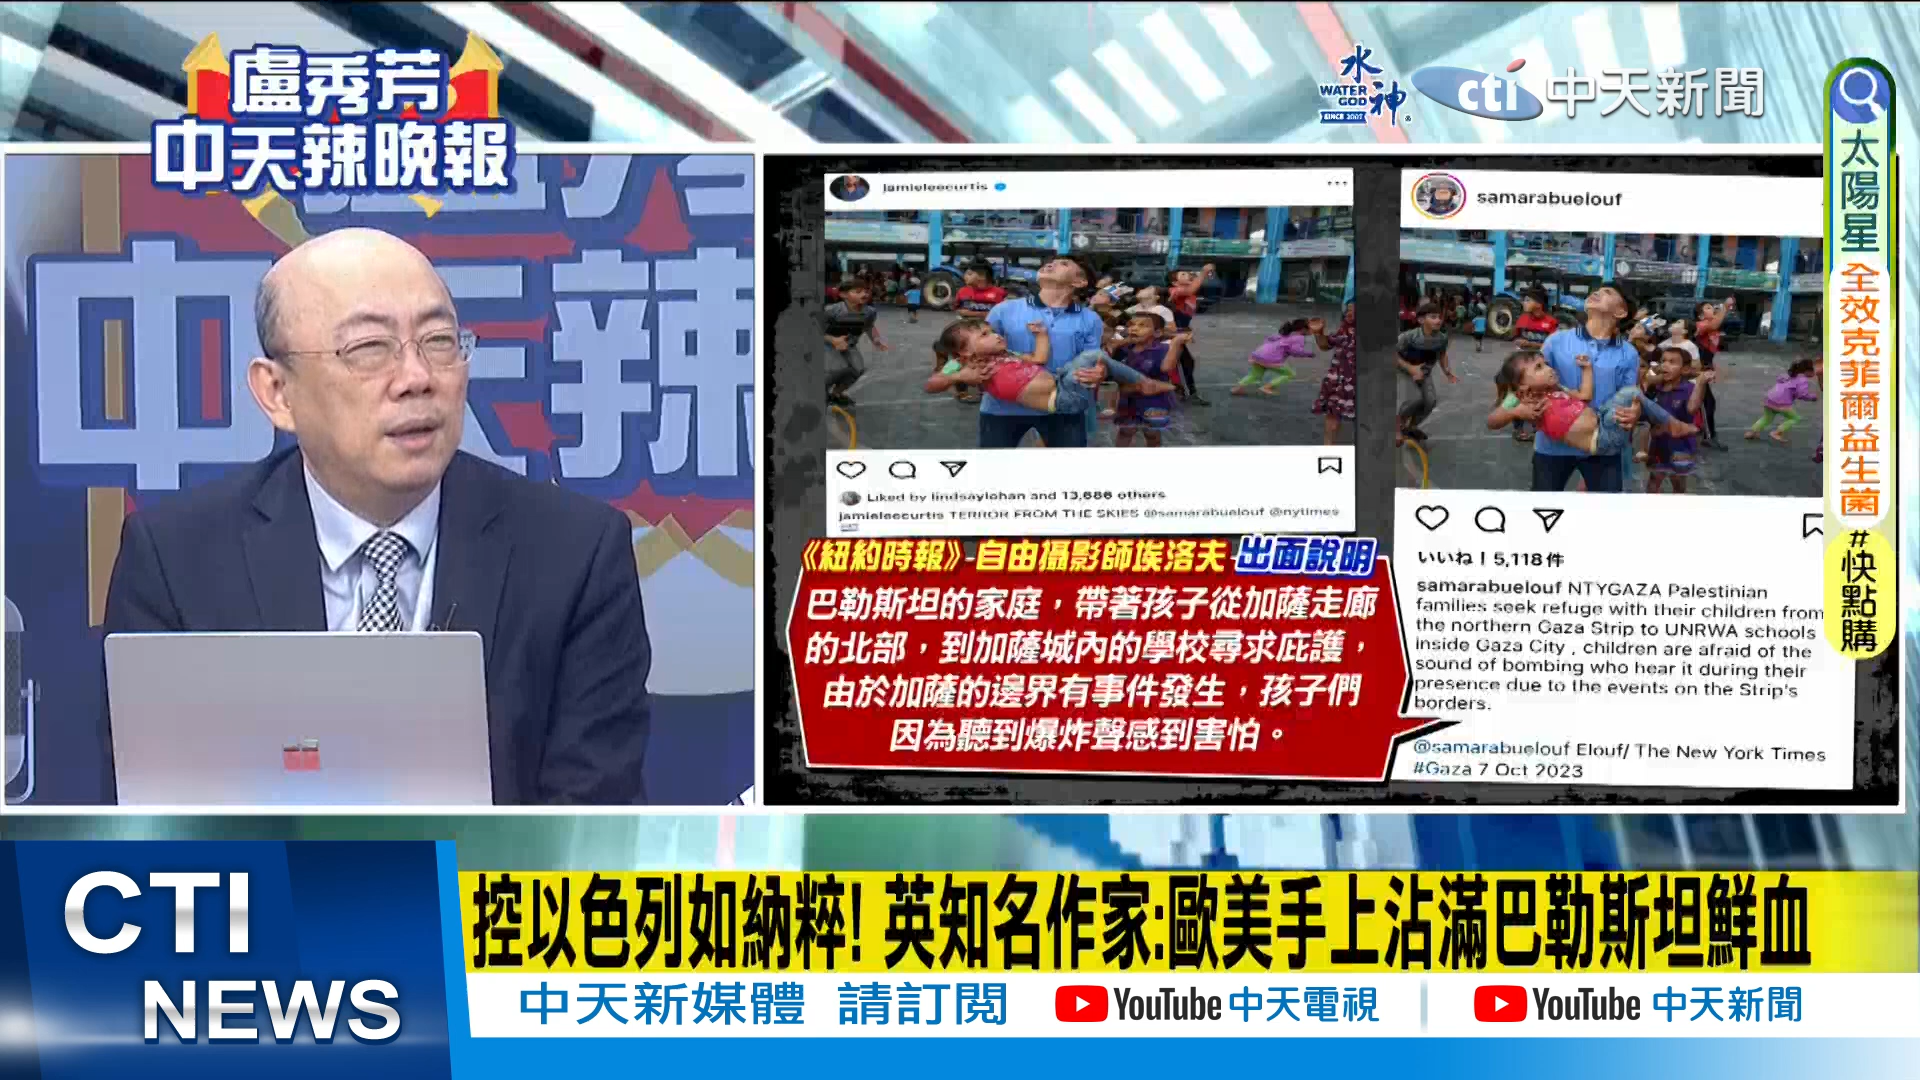 盧秀芳
中天辣晚報
水神
WATER
GOD
SINCE 2007
cti 中天新聞
太陽星 全效克菲爾益生菌 #快點購
中天辣
jamieleecurtis
Liked by lindsaylohan and 13,686 others
jamieleecurtis TERROR FROM THE SKIES @samarabuelouf @nytimes
samarabuelouf
いいね！5,118件
samarabuelouf NTYGAZA Palestinian
families seek refuge with their children from
the northern Gaza Strip to UNRWA schools
inside Gaza City , children are afraid of the
sound of bombing who hear it during their
presence due to the events on the Strip's
borders.
@samarabuelouf Elouf/ The New York Times
#Gaza 7 Oct 2023
《紐約時報》-自由攝影師埃洛夫 出面說明
巴勒斯坦的家庭，帶著孩子從加薩走廊
的北部，到加薩城內的學校尋求庇護，
由於加薩的邊界有事件發生，孩子們
因為聽到爆炸聲感到害怕。
CTI
NEWS
控以色列如納粹! 英知名作家:歐美手上沾滿巴勒斯坦鮮血
中天新媒體 請訂閱 YouTube 中天電視 YouTube 中天新聞